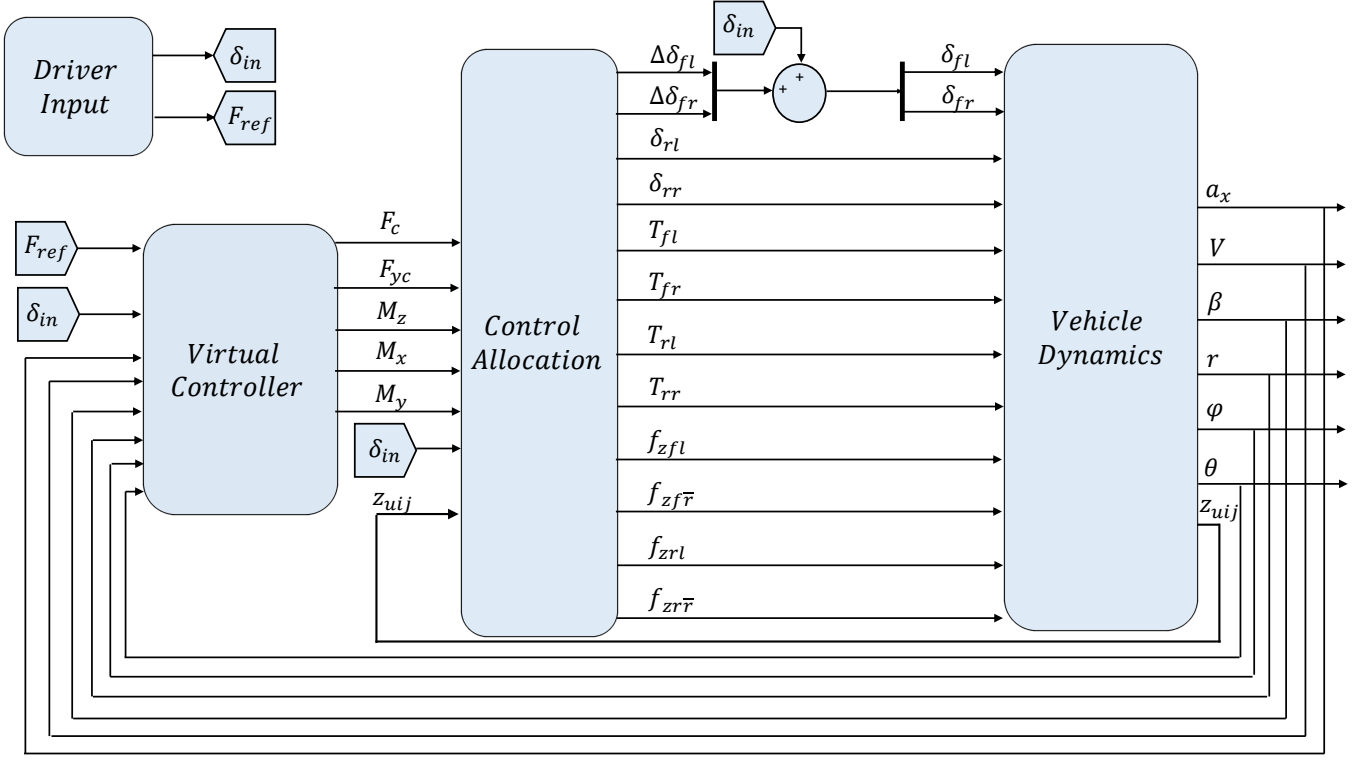 Driver
Input
δ_in
F_ref
F_ref
δ_in
Virtual
Controller
F_c
F_yc
M_z
M_x
M_y
δ_in
z_uij
Control
Allocation
Δδ_fl
Δδ_fr
δ_rl
δ_rr
T_fl
T_fr
T_rl
T_rr
f_zfl
f_zfr̅
f_zrl
f_zrr̅
δ_in
+
+
δ_fl
δ_fr
Vehicle
Dynamics
a_x
V
β
r
φ
θ
z_uij